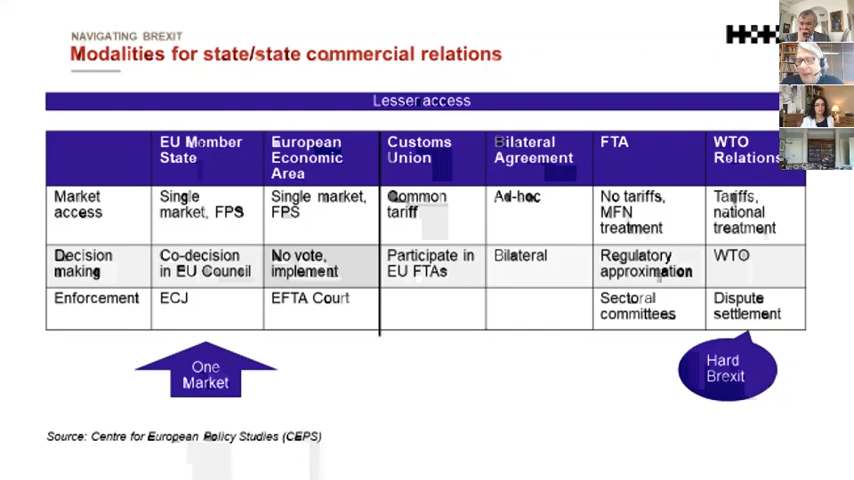 NAVIGATING BREXIT
Modalities for state/state commercial relations
Lesser access
EU Member
State
European
Economic
Area
Customs
Union
Bilateral
Agreement
FTA
WTO
Relations
Market
access
Single
market, FPS
Single market,
FPS
Common
tariff
Ad-hoc
No tariffs,
MFN
treatment
Tariffs,
national
treatment
Decision
making
Co-decision
in EU Council
No vote,
implement
Participate in
EU FTAs
Bilateral
Regulatory
approximation
WTO
Enforcement
ECJ
EFTA Court
Sectoral
committees
Dispute
settlement
One
Market
Hard
Brexit
Source: Centre for European Policy Studies (CEPS)